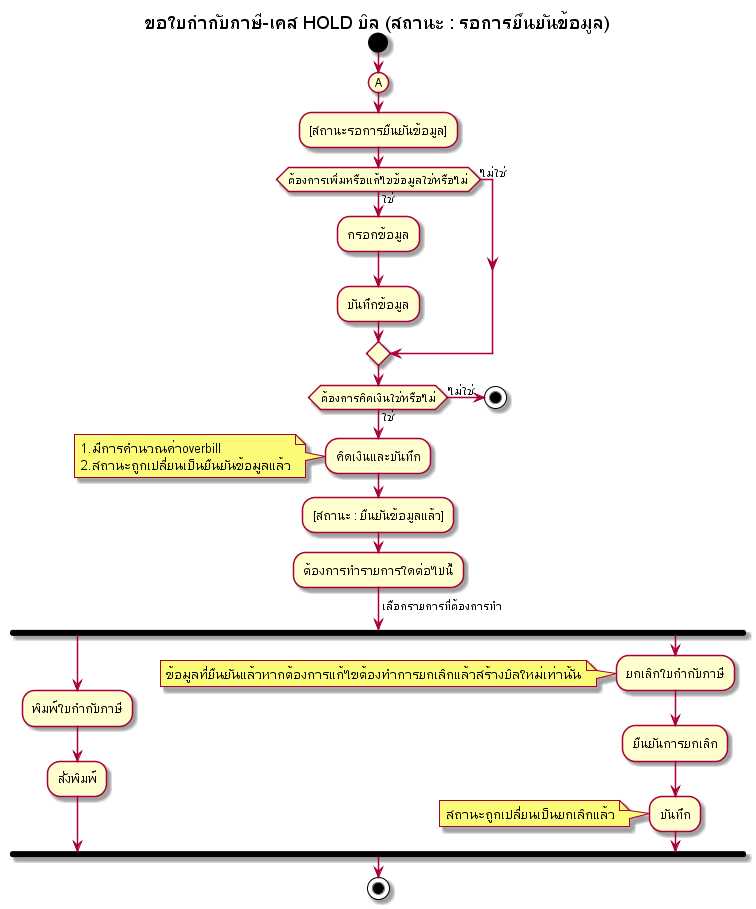 ขอใบกำกับภาษี-เคส HOLD บิล (สถานะ : รอการยืนยันข้อมูล)
A
[สถานะรอการยืนยันข้อมูล]
ต้องการเพิ่มหรือแก้ไขข้อมูลใช่หรือไม่
ไม่ใช่
ใช่
กรอกข้อมูล
บันทึกข้อมูล
ต้องการคิดเงินใช่หรือไม่
ไม่ใช่
ใช่
1.มีการคำนวณค่าoverbill
2.สถานะถูกเปลี่ยนเป็นยืนยันข้อมูลแล้ว
คิดเงินและบันทึก
[สถานะ : ยืนยันข้อมูลแล้ว]
ต้องการทำรายการใดต่อไปนี้
เลือกรายการที่ต้องการทำ
ข้อมูลที่ยืนยันแล้วหากต้องการแก้ไขต้องทำการยกเลิกแล้วสร้างบิลใหม่เท่านั้น
ยกเลิกใบกำกับภาษี
พิมพ์ใบกำกับภาษี
ยืนยันการยกเลิก
สั่งพิมพ์
สถานะถูกเปลี่ยนเป็นยกเลิกแล้ว
บันทึก